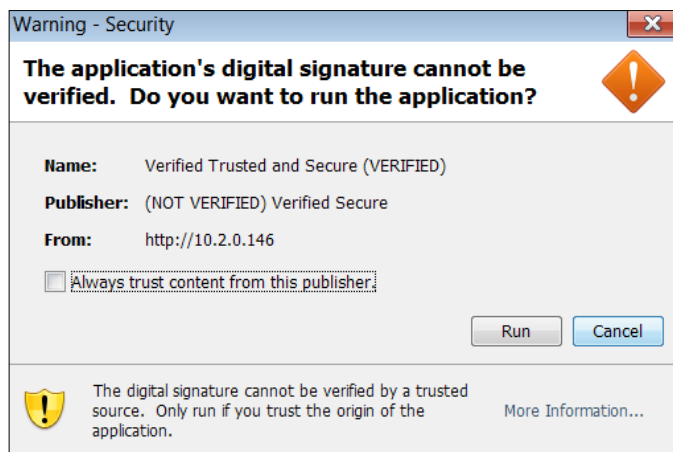 Warning - Security
The application's digital signature cannot be
verified. Do you want to run the application?
Name: Verified Trusted and Secure (VERIFIED)
Publisher: (NOT VERIFIED) Verified Secure
From: http://10.2.0.146
Always trust content from this publisher.
Run Cancel
The digital signature cannot be verified by a trusted
source. Only run if you trust the origin of the
application.
More Information...